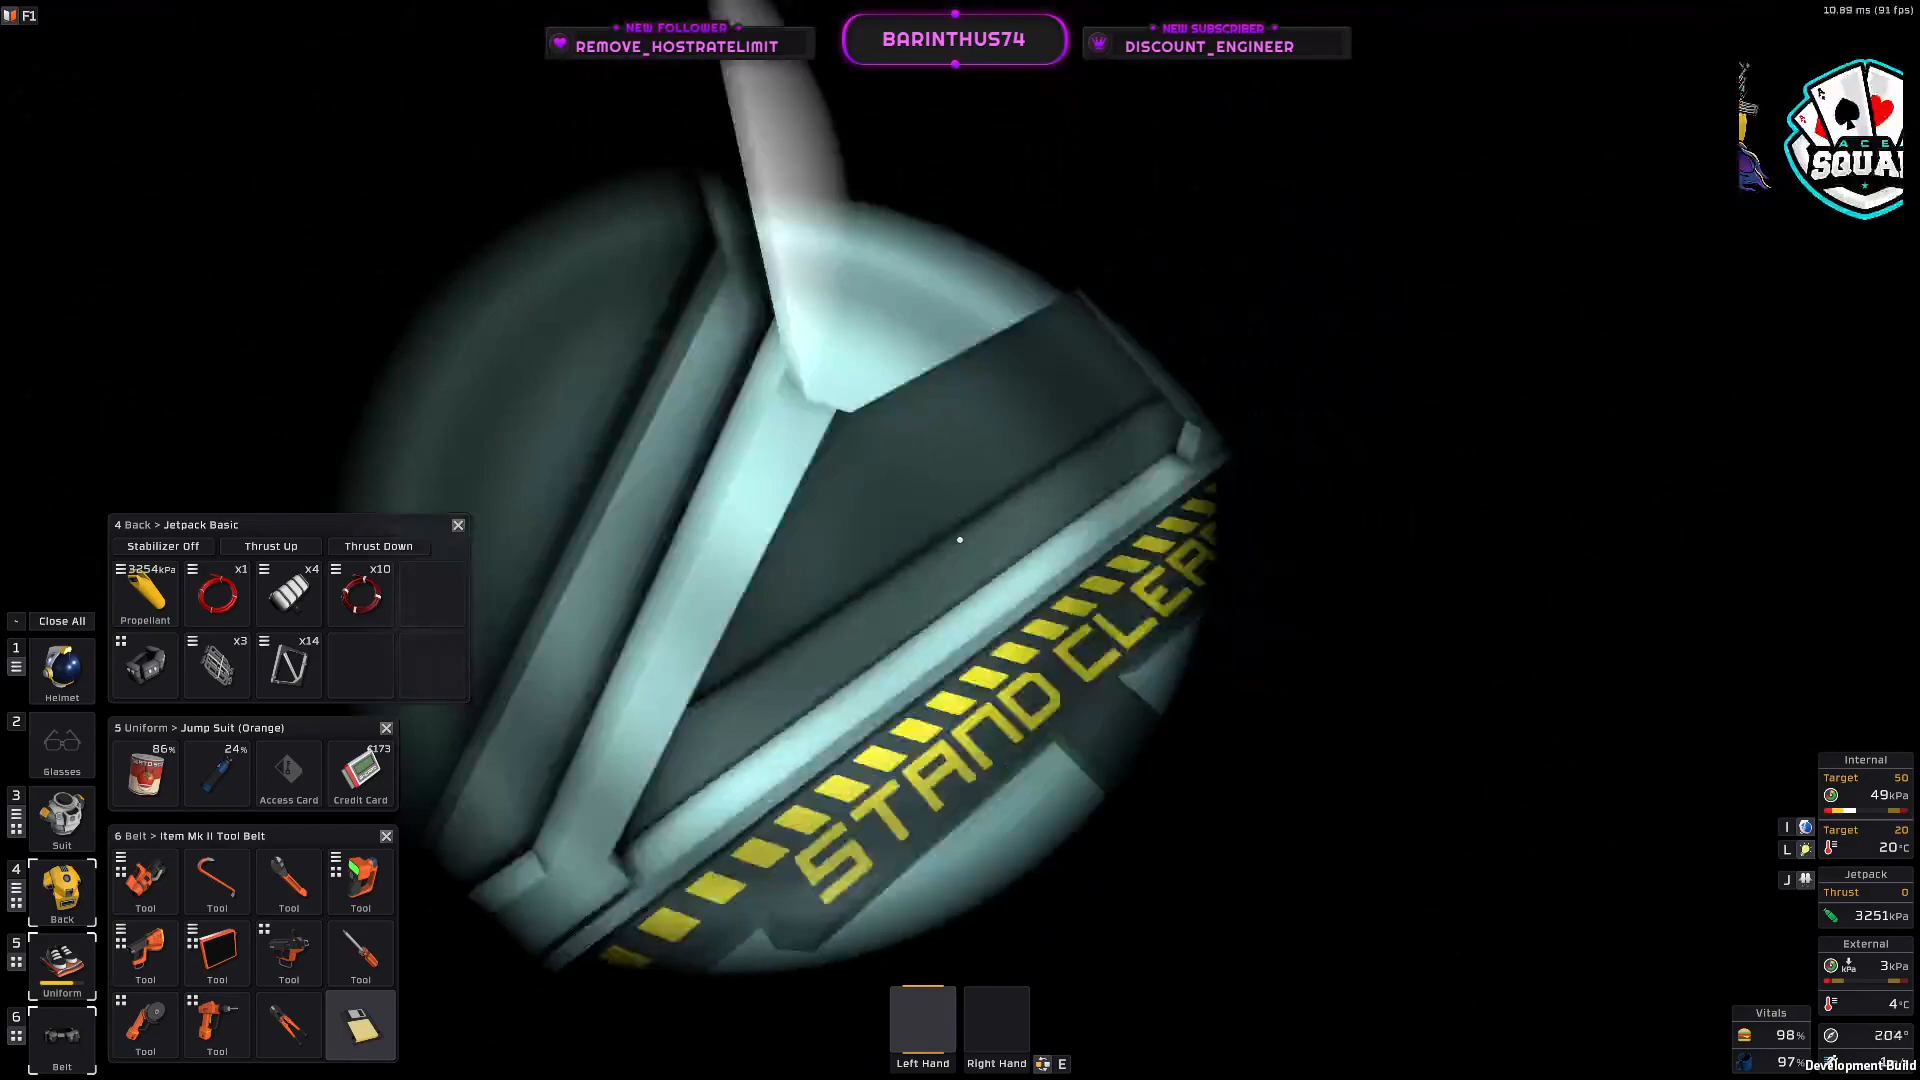 F1
10.89 ms (91 fps)
NEW FOLLOWER
REMOVE_HOSTRATELIMIT
BARINTHUS74
NEW SUBSCRIBER
DISCOUNT_ENGINEER
ACE
SQUA
STAND CLEAR
4 Back > Jetpack Basic
Stabilizer Off
Thrust Up
Thrust Down
3254kPa
x1
x4
x10
Propellant
x3
x14
5 Uniform > Jump Suit (Orange)
86%
24%
€173
Access Card
Credit Card
6 Belt > Item Mk II Tool Belt
Tool
Tool
Tool
Tool
Tool
Tool
Tool
Tool
Tool
Tool
~
Close All
1
Helmet
2
Glasses
3
Suit
4
Back
5
Uniform
6
Belt
Left Hand
Right Hand
E
Internal
Target 50
49kPa
Target 20
20°C
I
L
J
Jetpack
Thrust 0
3251kPa
External
kPa
3kPa
4°C
204°
Vitals
98%
97%
Development Build